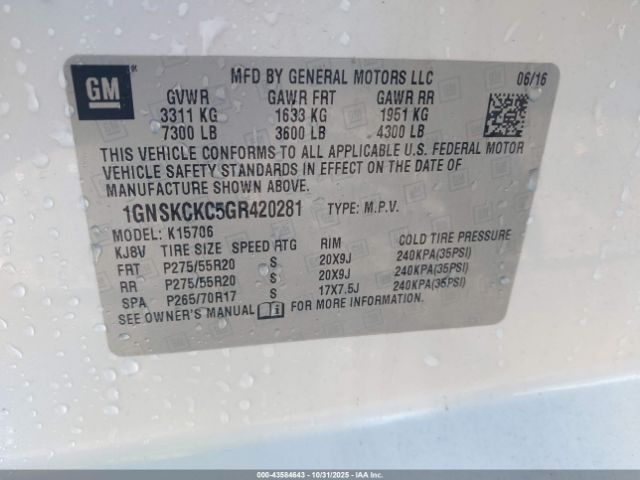 GM
MFD BY GENERAL MOTORS LLC 06/16
GVWR GAWR FRT GAWR RR
3311 KG 1633 KG 1951 KG
7300 LB 3600 LB 4300 LB
THIS VEHICLE CONFORMS TO ALL APPLICABLE U.S. FEDERAL MOTOR
VEHICLE SAFETY STANDARDS IN EFFECT ON THE DATE OF
MANUFACTURE SHOWN ABOVE.
1GNSKCKC5GR420281 TYPE: M.P.V.
MODEL: K15706
KJ8V TIRE SIZE SPEED RTG RIM COLD TIRE PRESSURE
FRT P275/55R20 S 20X9J 240KPA(35PSI)
RR P275/55R20 S 20X9J 240KPA(35PSI)
SPA P265/70R17 S 17X7.5J 240KPA(35PSI)
SEE OWNER'S MANUAL FOR MORE INFORMATION.
000-43584643 | 10/31/2025 | IAAI.COM